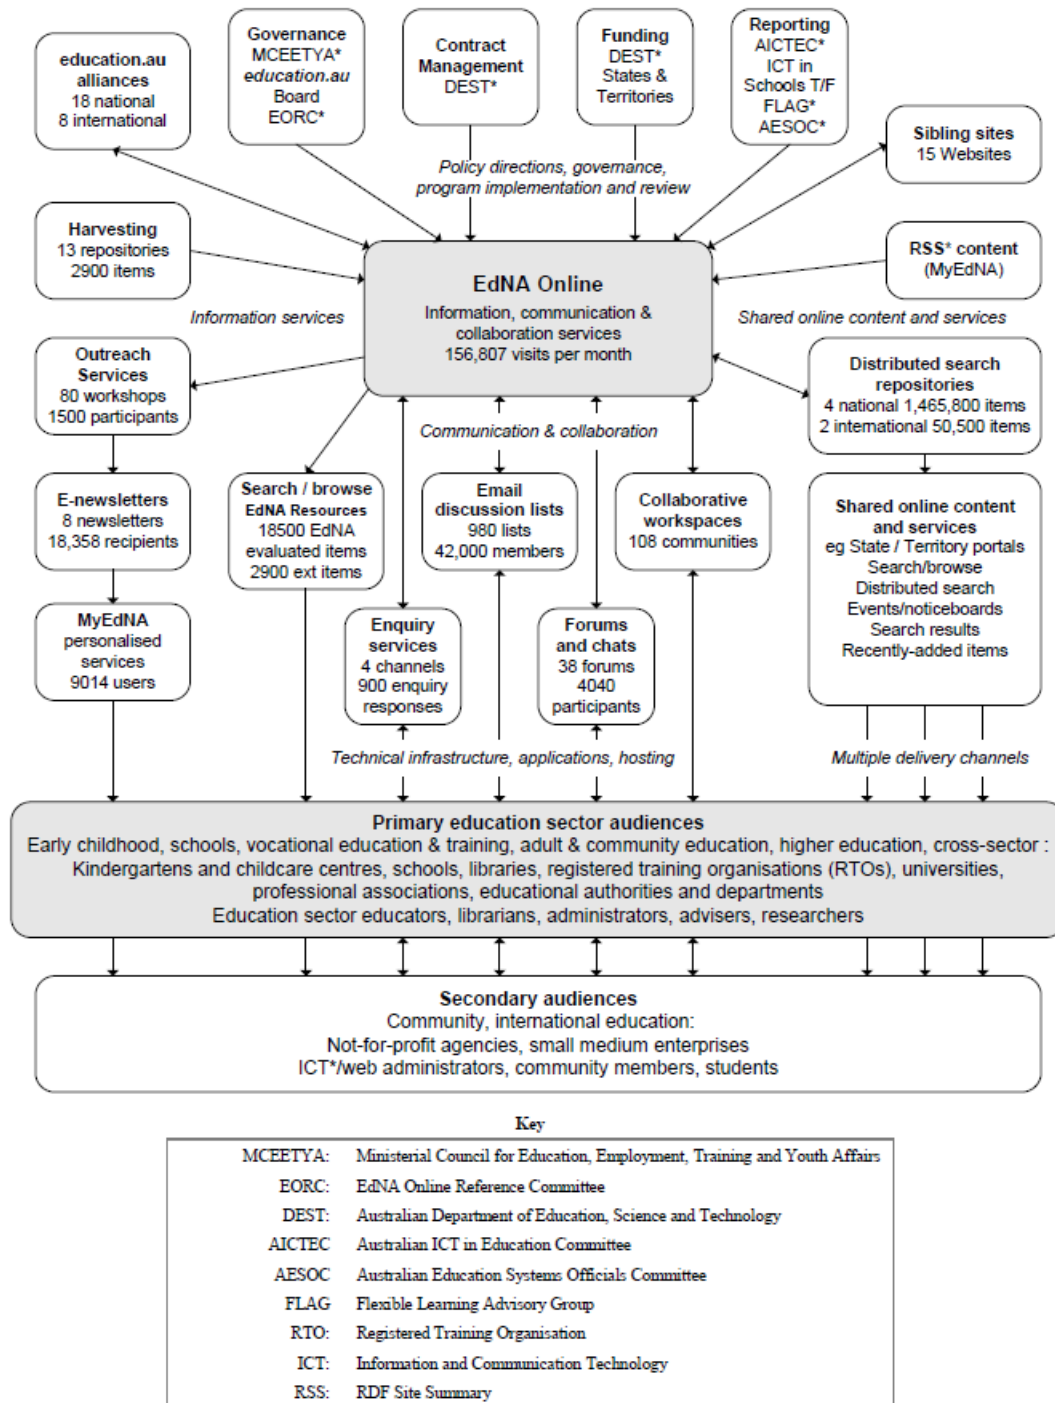 education.au
alliances
18 national
8 international
Governance
MCEETYA*
education.au
Board
EORC*
Contract
Management
DEST*
Funding
DEST*
States &
Territories
Reporting
AICTEC*
ICT in
Schools T/F
FLAG*
AESOC*
Sibling sites
15 Websites
Policy directions, governance,
program implementation and review
Harvesting
13 repositories
2900 items
EdNA Online
Information, communication &
collaboration services
156,807 visits per month
RSS* content
(MyEdNA)
Information services
Shared online content and services
Outreach
Services
80 workshops
1500 participants
Distributed search
repositories
4 national 1,465,800 items
2 international 50,500 items
Communication & collaboration
E-newsletters
8 newsletters
18,358 recipients
Search / browse
EdNA Resources
18500 EdNA
evaluated items
2900 ext items
Email
discussion lists
980 lists
42,000 members
Collaborative
workspaces
108 communities
Shared online content
and services
eg State / Territory portals
Search/browse
Distributed search
Events/noticeboards
Search results
Recently-added items
MyEdNA
personalised
services
9014 users
Enquiry
services
4 channels
900 enquiry
responses
Forums
and chats
38 forums
4040
participants
Technical infrastructure, applications, hosting
Multiple delivery channels
Primary education sector audiences
Early childhood, schools, vocational education & training, adult & community education, higher education, cross-sector :
Kindergartens and childcare centres, schools, libraries, registered training organisations (RTOs), universities,
professional associations, educational authorities and departments
Education sector educators, librarians, administrators, advisers, researchers
Secondary audiences
Community, international education:
Not-for-profit agencies, small medium enterprises
ICT*/web administrators, community members, students
Key
MCEETYA: Ministerial Council for Education, Employment, Training and Youth Affairs
EORC: EdNA Online Reference Committee
DEST: Australian Department of Education, Science and Technology
AICTEC Australian ICT in Education Committee
AESOC Australian Education Systems Officials Committee
FLAG Flexible Learning Advisory Group
RTO: Registered Training Organisation
ICT: Information and Communication Technology
RSS: RDF Site Summary